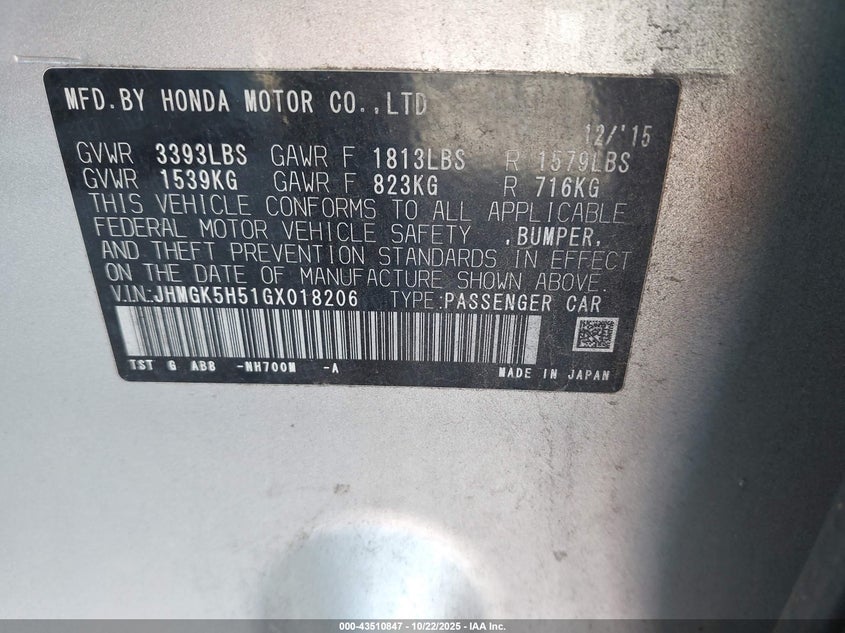 MFD.BY HONDA MOTOR CO.,LTD
12/'15
GVWR 3393LBS GAWR F 1813LBS R 1579LBS
GVWR 1539KG GAWR F 823KG R 716KG
THIS VEHICLE CONFORMS TO ALL APPLICABLE
FEDERAL MOTOR VEHICLE SAFETY ,BUMPER,
AND THEFT PREVENTION STANDARDS IN EFFECT
ON THE DATE OF MANUFACTURE SHOWN ABOVE.
V.I.N:JHMGK5H51GX018206 TYPE:PASSENGER CAR
TST G AB8 -NH700M -A MADE IN JAPAN
000-43510847 | 10/22/2025 - IAA Inc.